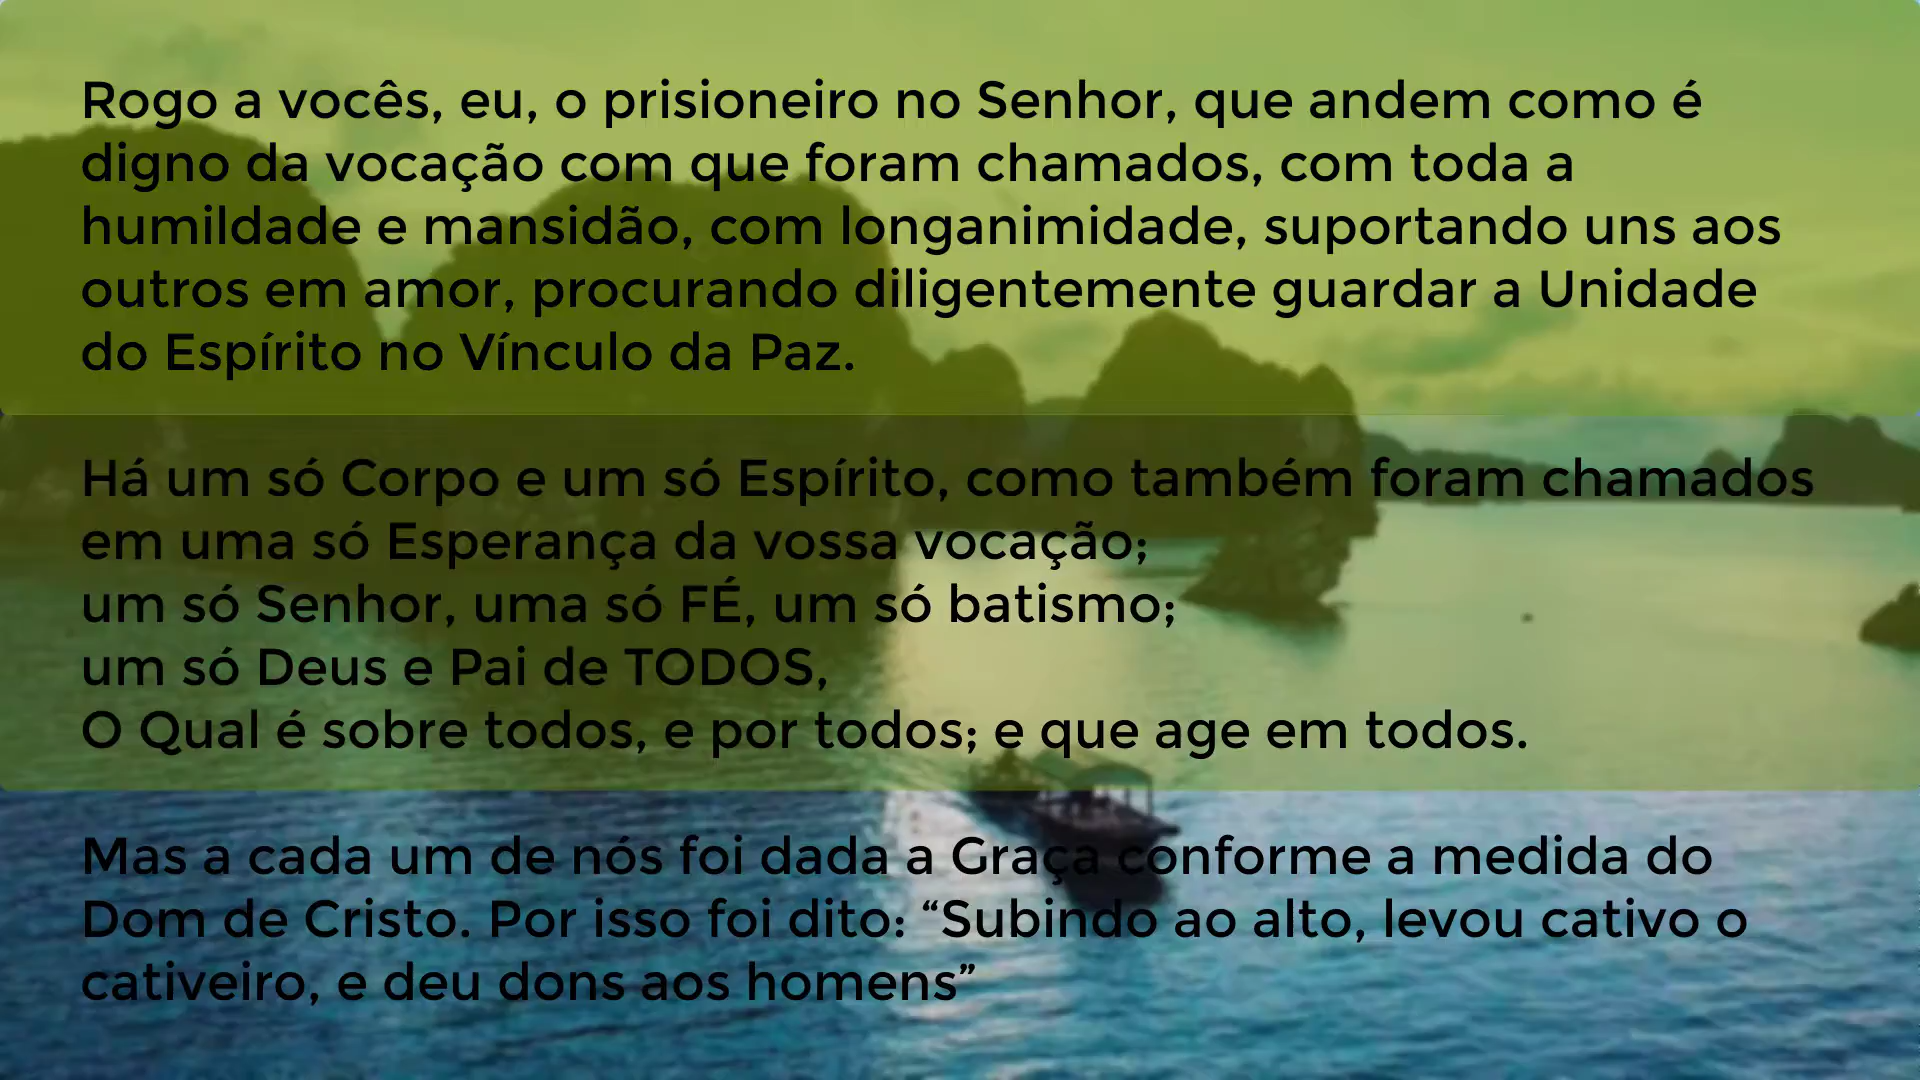 Rogo a vocês, eu, o prisioneiro no Senhor, que andem como é
digno da vocação com que foram chamados, com toda a
humildade e mansidão, com longanimidade, suportando uns aos
outros em amor, procurando diligentemente guardar a Unidade
do Espírito no Vínculo da Paz.
Há um só Corpo e um só Espírito, como também foram chamados
em uma só Esperança da vossa vocação;
um só Senhor, uma só FÉ, um só batismo;
um só Deus e Pai de TODOS,
O Qual é sobre todos, e por todos; e que age em todos.
Mas a cada um de nós foi dada a Graça conforme a medida do
Dom de Cristo. Por isso foi dito: “Subindo ao alto, levou cativo o
cativeiro, e deu dons aos homens”